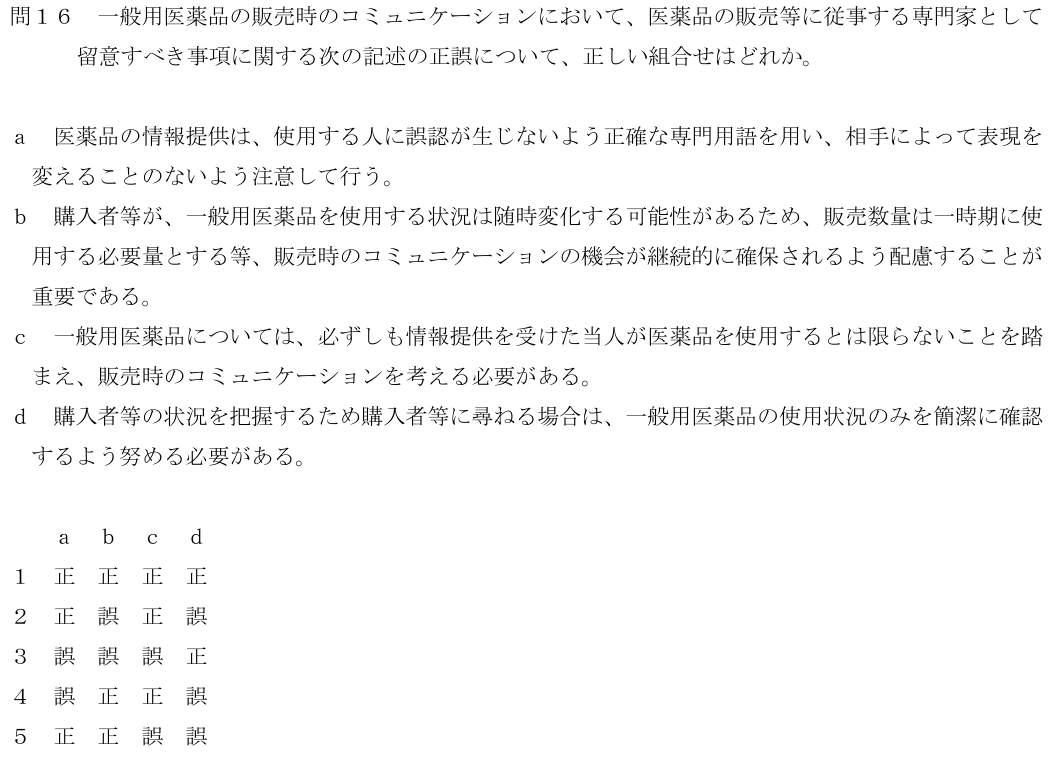 問１６　一般用医薬品の販売時のコミュニケーションにおいて、医薬品の販売等に従事する専門家として
留意すべき事項に関する次の記述の正誤について、正しい組合せはどれか。
a　医薬品の情報提供は、使用する人に誤認が生じないよう正確な専門用語を用い、相手によって表現を
変えることのないよう注意して行う。
b　購入者等が、一般用医薬品を使用する状況は随時変化する可能性があるため、販売数量は一時期に使
用する必要量とする等、販売時のコミュニケーションの機会が継続的に確保されるよう配慮することが
重要である。
c　一般用医薬品については、必ずしも情報提供を受けた当人が医薬品を使用するとは限らないことを踏
まえ、販売時のコミュニケーションを考える必要がある。
d　購入者等の状況を把握するため購入者等に尋ねる場合は、一般用医薬品の使用状況のみを簡潔に確認
するよう努める必要がある。
a　b　c　d
1　正　正　正　正
2　正　誤　正　誤
3　誤　誤　誤　正
4　誤　正　正　誤
5　正　正　誤　誤